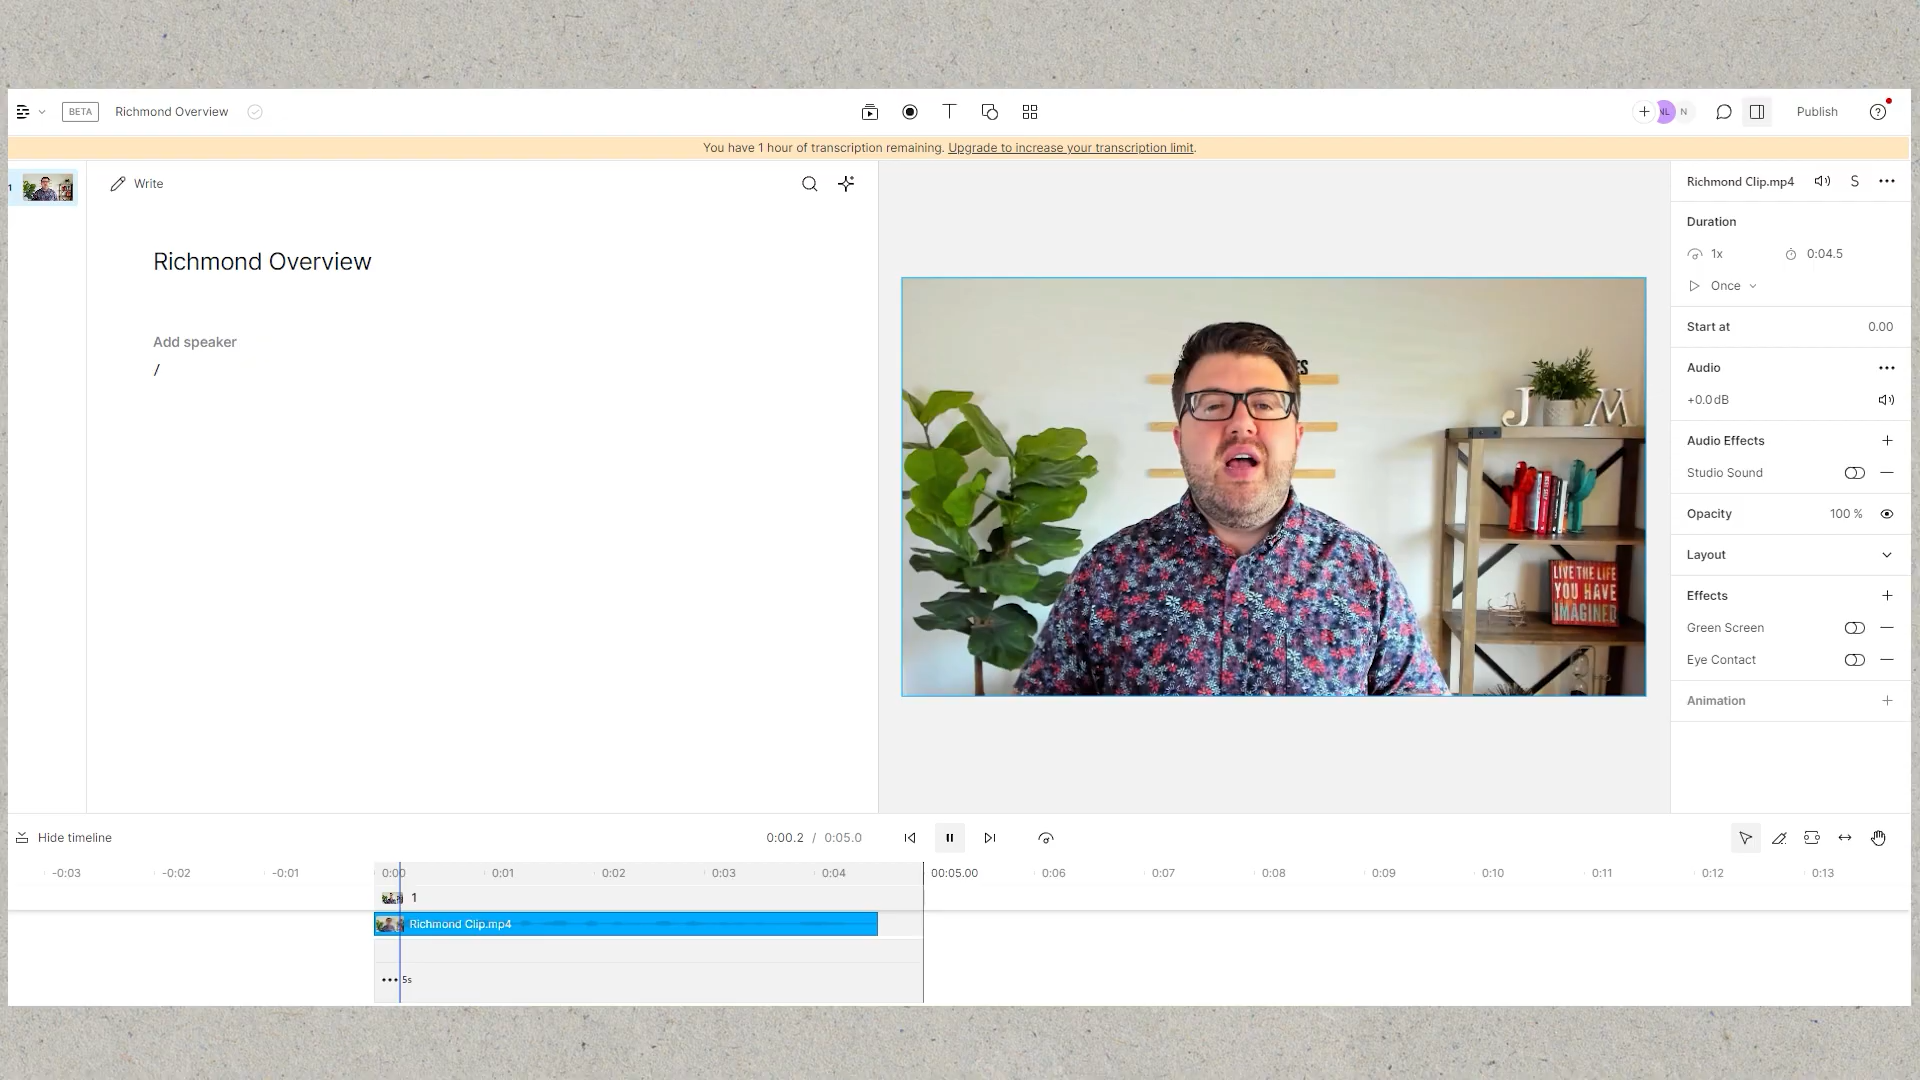 BETA
Richmond Overview
NL
N
Publish
You have 1 hour of transcription remaining. Upgrade to increase your transcription limit.
1
Write
Richmond Overview
Add speaker
/
J M
LIVE THE LIFE
YOU HAVE
IMAGINED
Richmond Clip.mp4
S
Duration
1x
0:04.5
Once
Start at
0.00
Audio
+0.0dB
Audio Effects
Studio Sound
Opacity
100 %
Layout
Effects
Green Screen
Eye Contact
Animation
Hide timeline
0:00.2 / 0:05.0
-0:03 -0:02 -0:01 0:00 0:01 0:02 0:03 0:04 00:05.00 0:06 0:07 0:08 0:09 0:10 0:11 0:12 0:13
1
Richmond Clip.mp4
5s